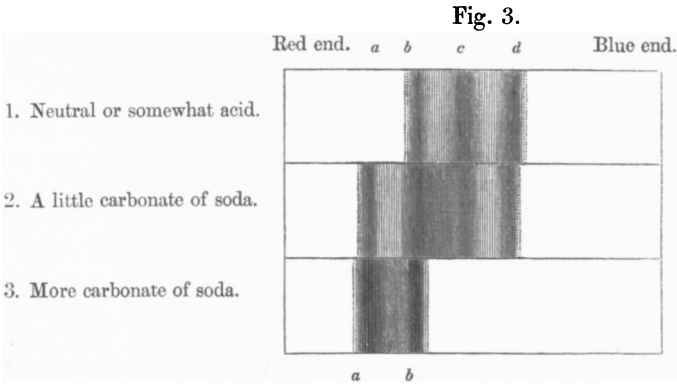 Fig. 3.
Red end. a b c d Blue end.
1. Neutral or somewhat acid.
2. A little carbonate of soda.
3. More carbonate of soda.
a b